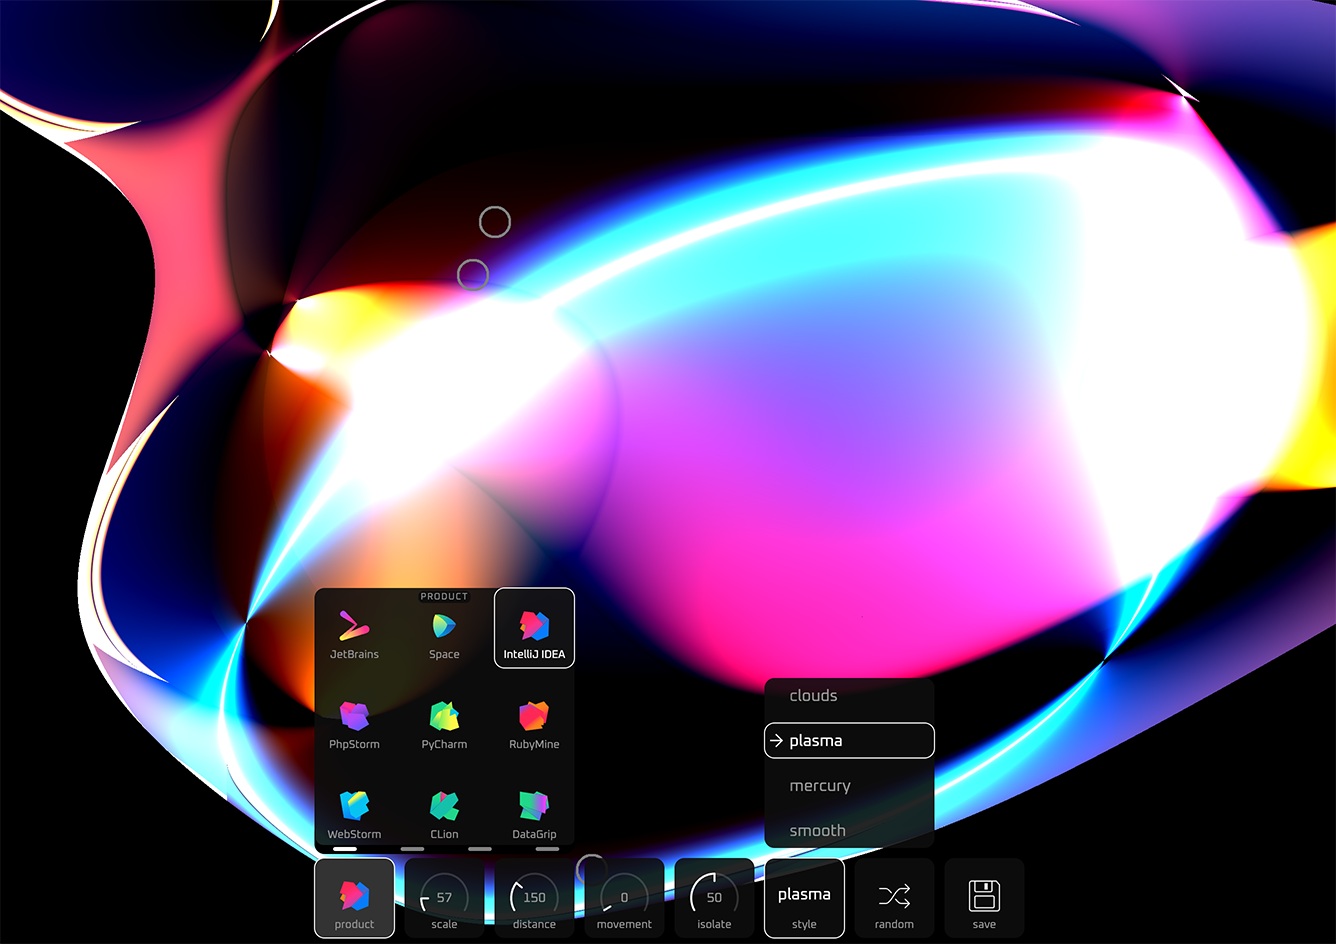 PRODUCT
JetBrains
Space
IntelliJ IDEA
PhpStorm
PyCharm
RubyMine
WebStorm
CLion
DataGrip
clouds
plasma
mercury
smooth
product
57
scale
150
distance
0
movement
50
isolate
plasma
style
random
save